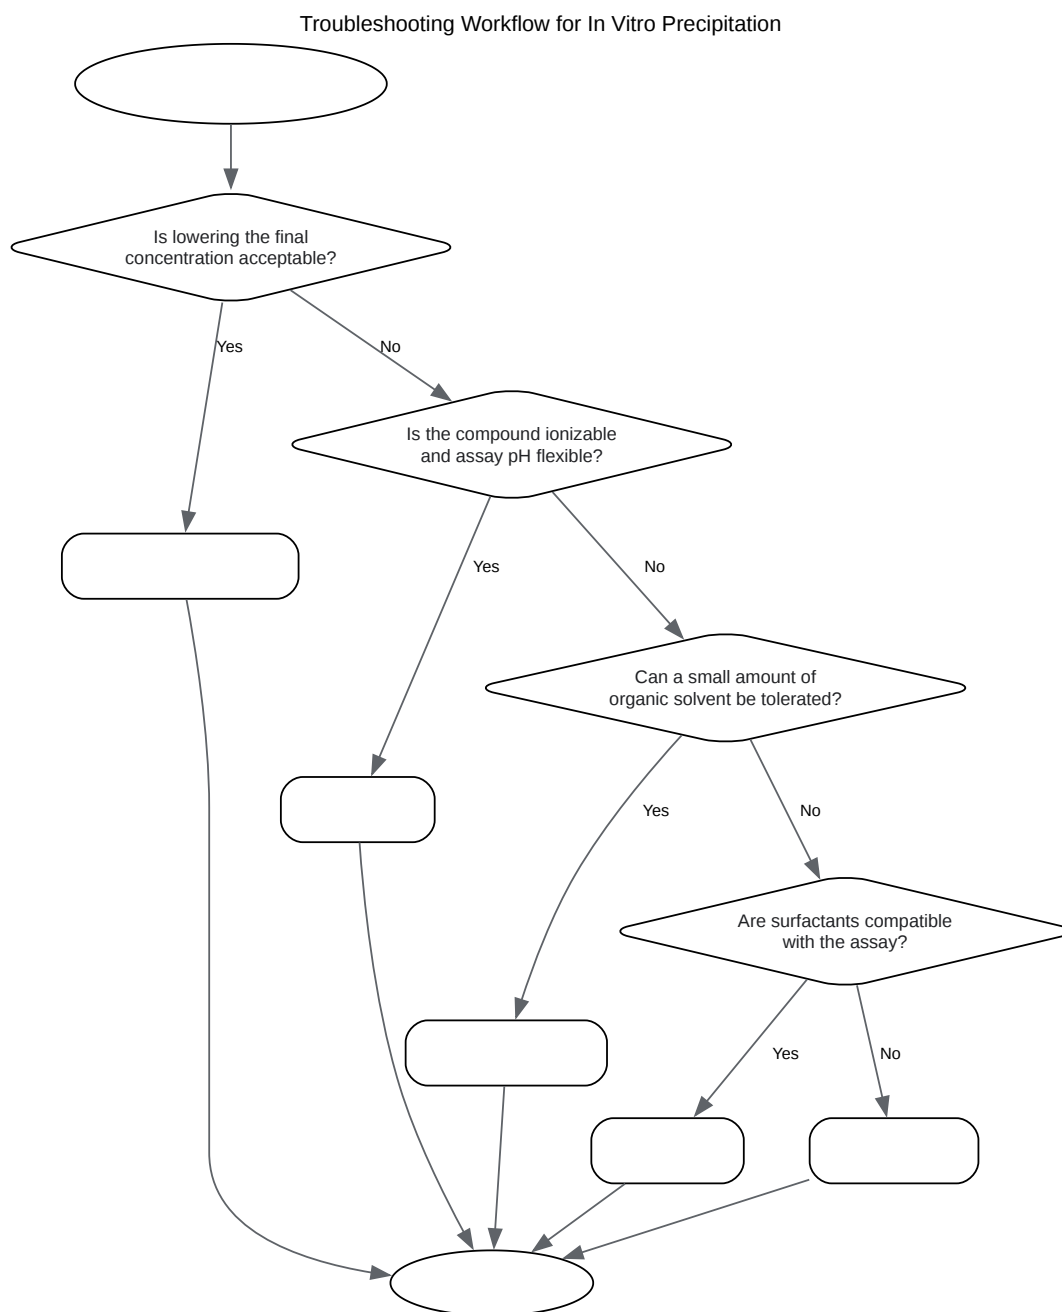 Troubleshooting Workflow for In Vitro Precipitation
Is lowering the final
concentration acceptable?
Yes
No
Is the compound ionizable
and assay pH flexible?
Yes
No
Can a small amount of
organic solvent be tolerated?
Yes
No
Are surfactants compatible
with the assay?
Yes
No